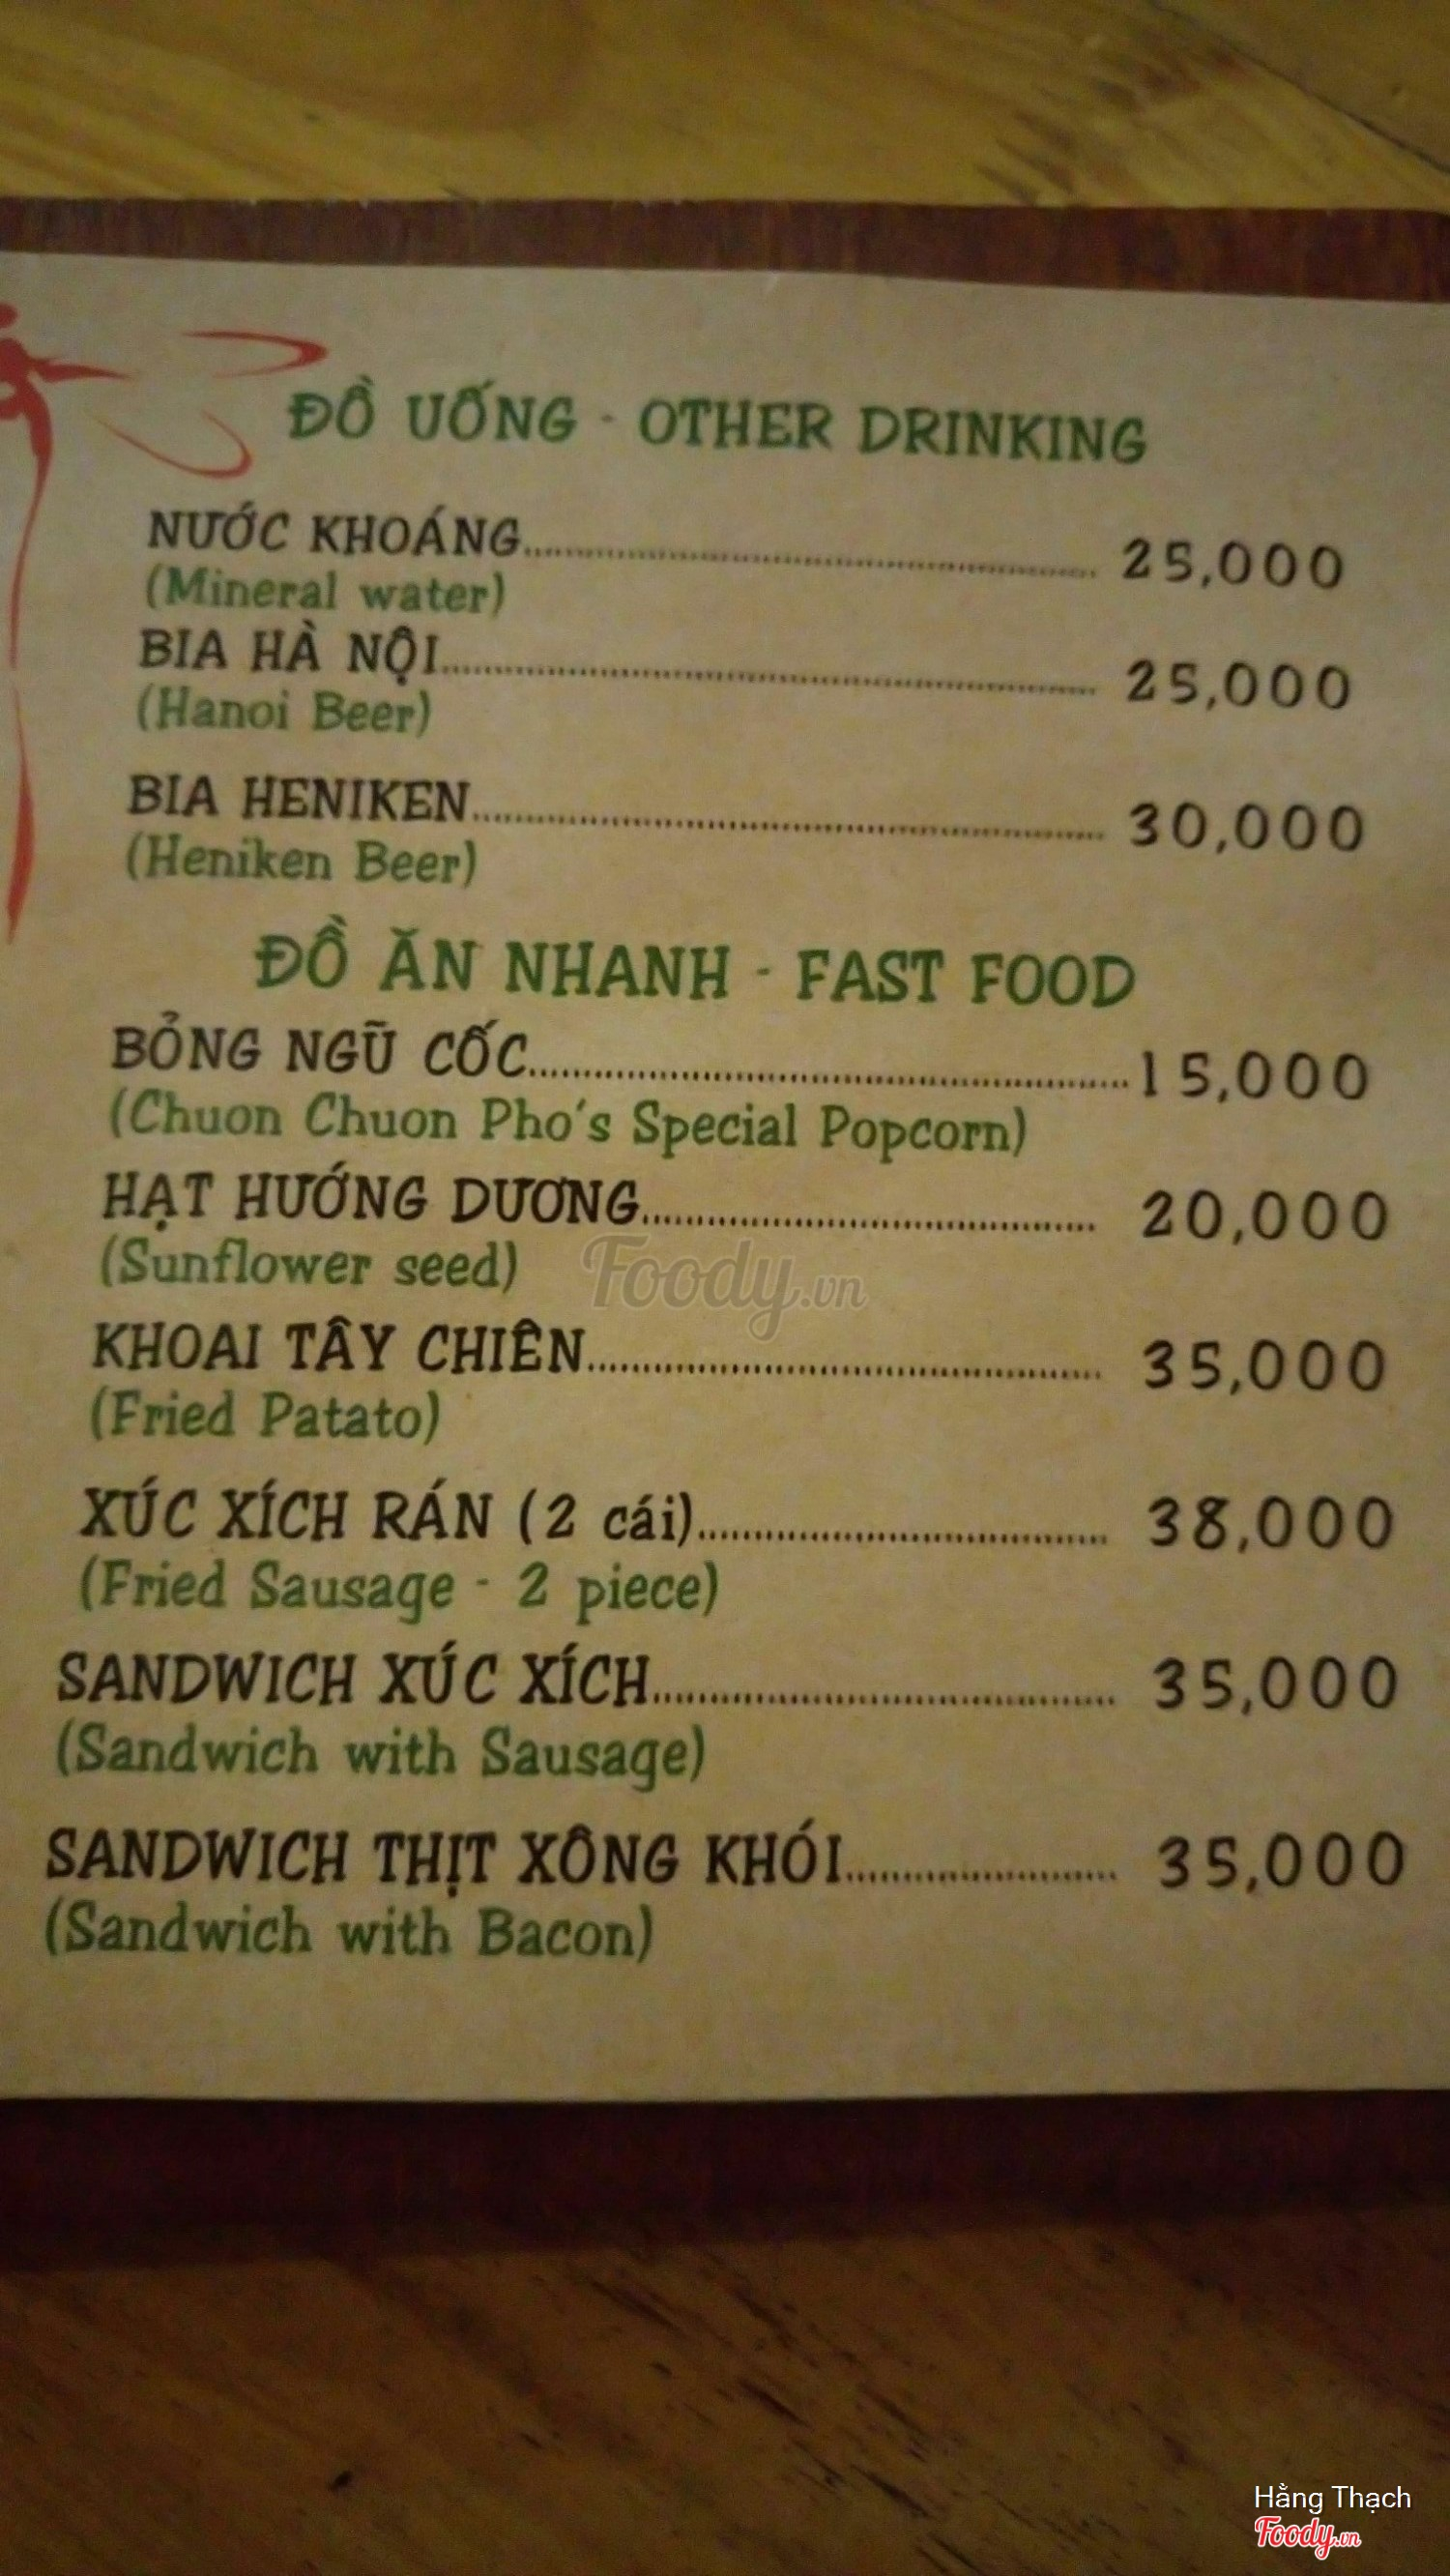 ĐỒ UỐNG - OTHER DRINKING
NƯỚC KHOÁNG........ 25,000
(Mineral water)
BIA HÀ NỘI........ 25,000
(Hanoi Beer)
BIA HENIKEN........ 30,000
(Heniken Beer)
ĐỒ ĂN NHANH - FAST FOOD
BỎNG NGŨ CỐC........ 15,000
(Chuon Chuon Pho's Special Popcorn)
HẠT HƯỚNG DƯƠNG........ 20,000
(Sunflower seed)
Foody.vn
KHOAI TÂY CHIÊN........ 35,000
(Fried Patato)
XÚC XÍCH RÁN (2 cái)........ 38,000
(Fried Sausage - 2 piece)
SANDWICH XÚC XÍCH........ 35,000
(Sandwich with Sausage)
SANDWICH THỊT XÔNG KHÓI........ 35,000
(Sandwich with Bacon)
Hằng Thạch
Foody.vn